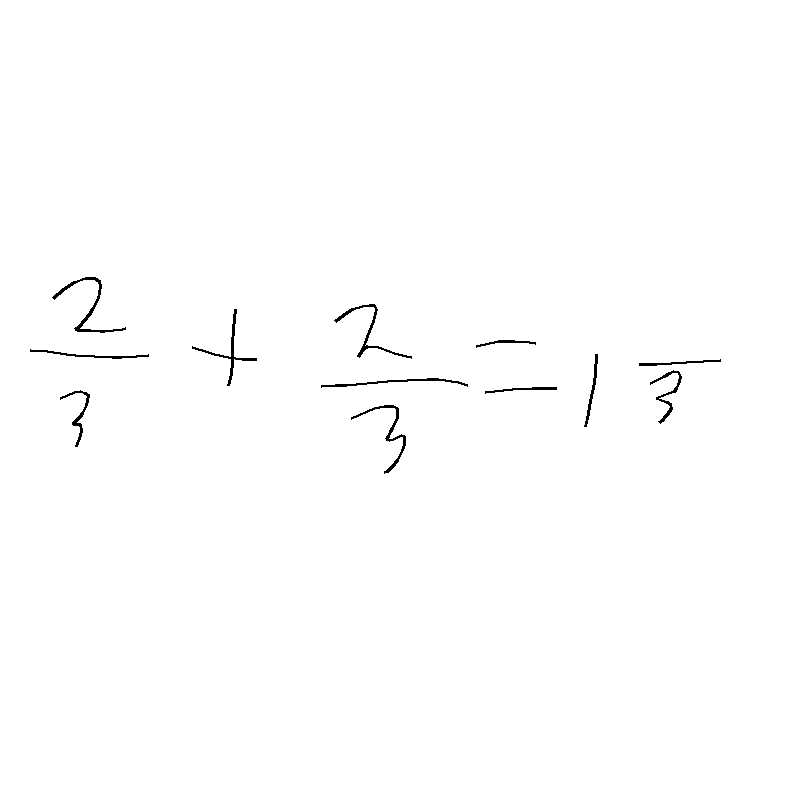 2/3 + 2/3 = 1 /3